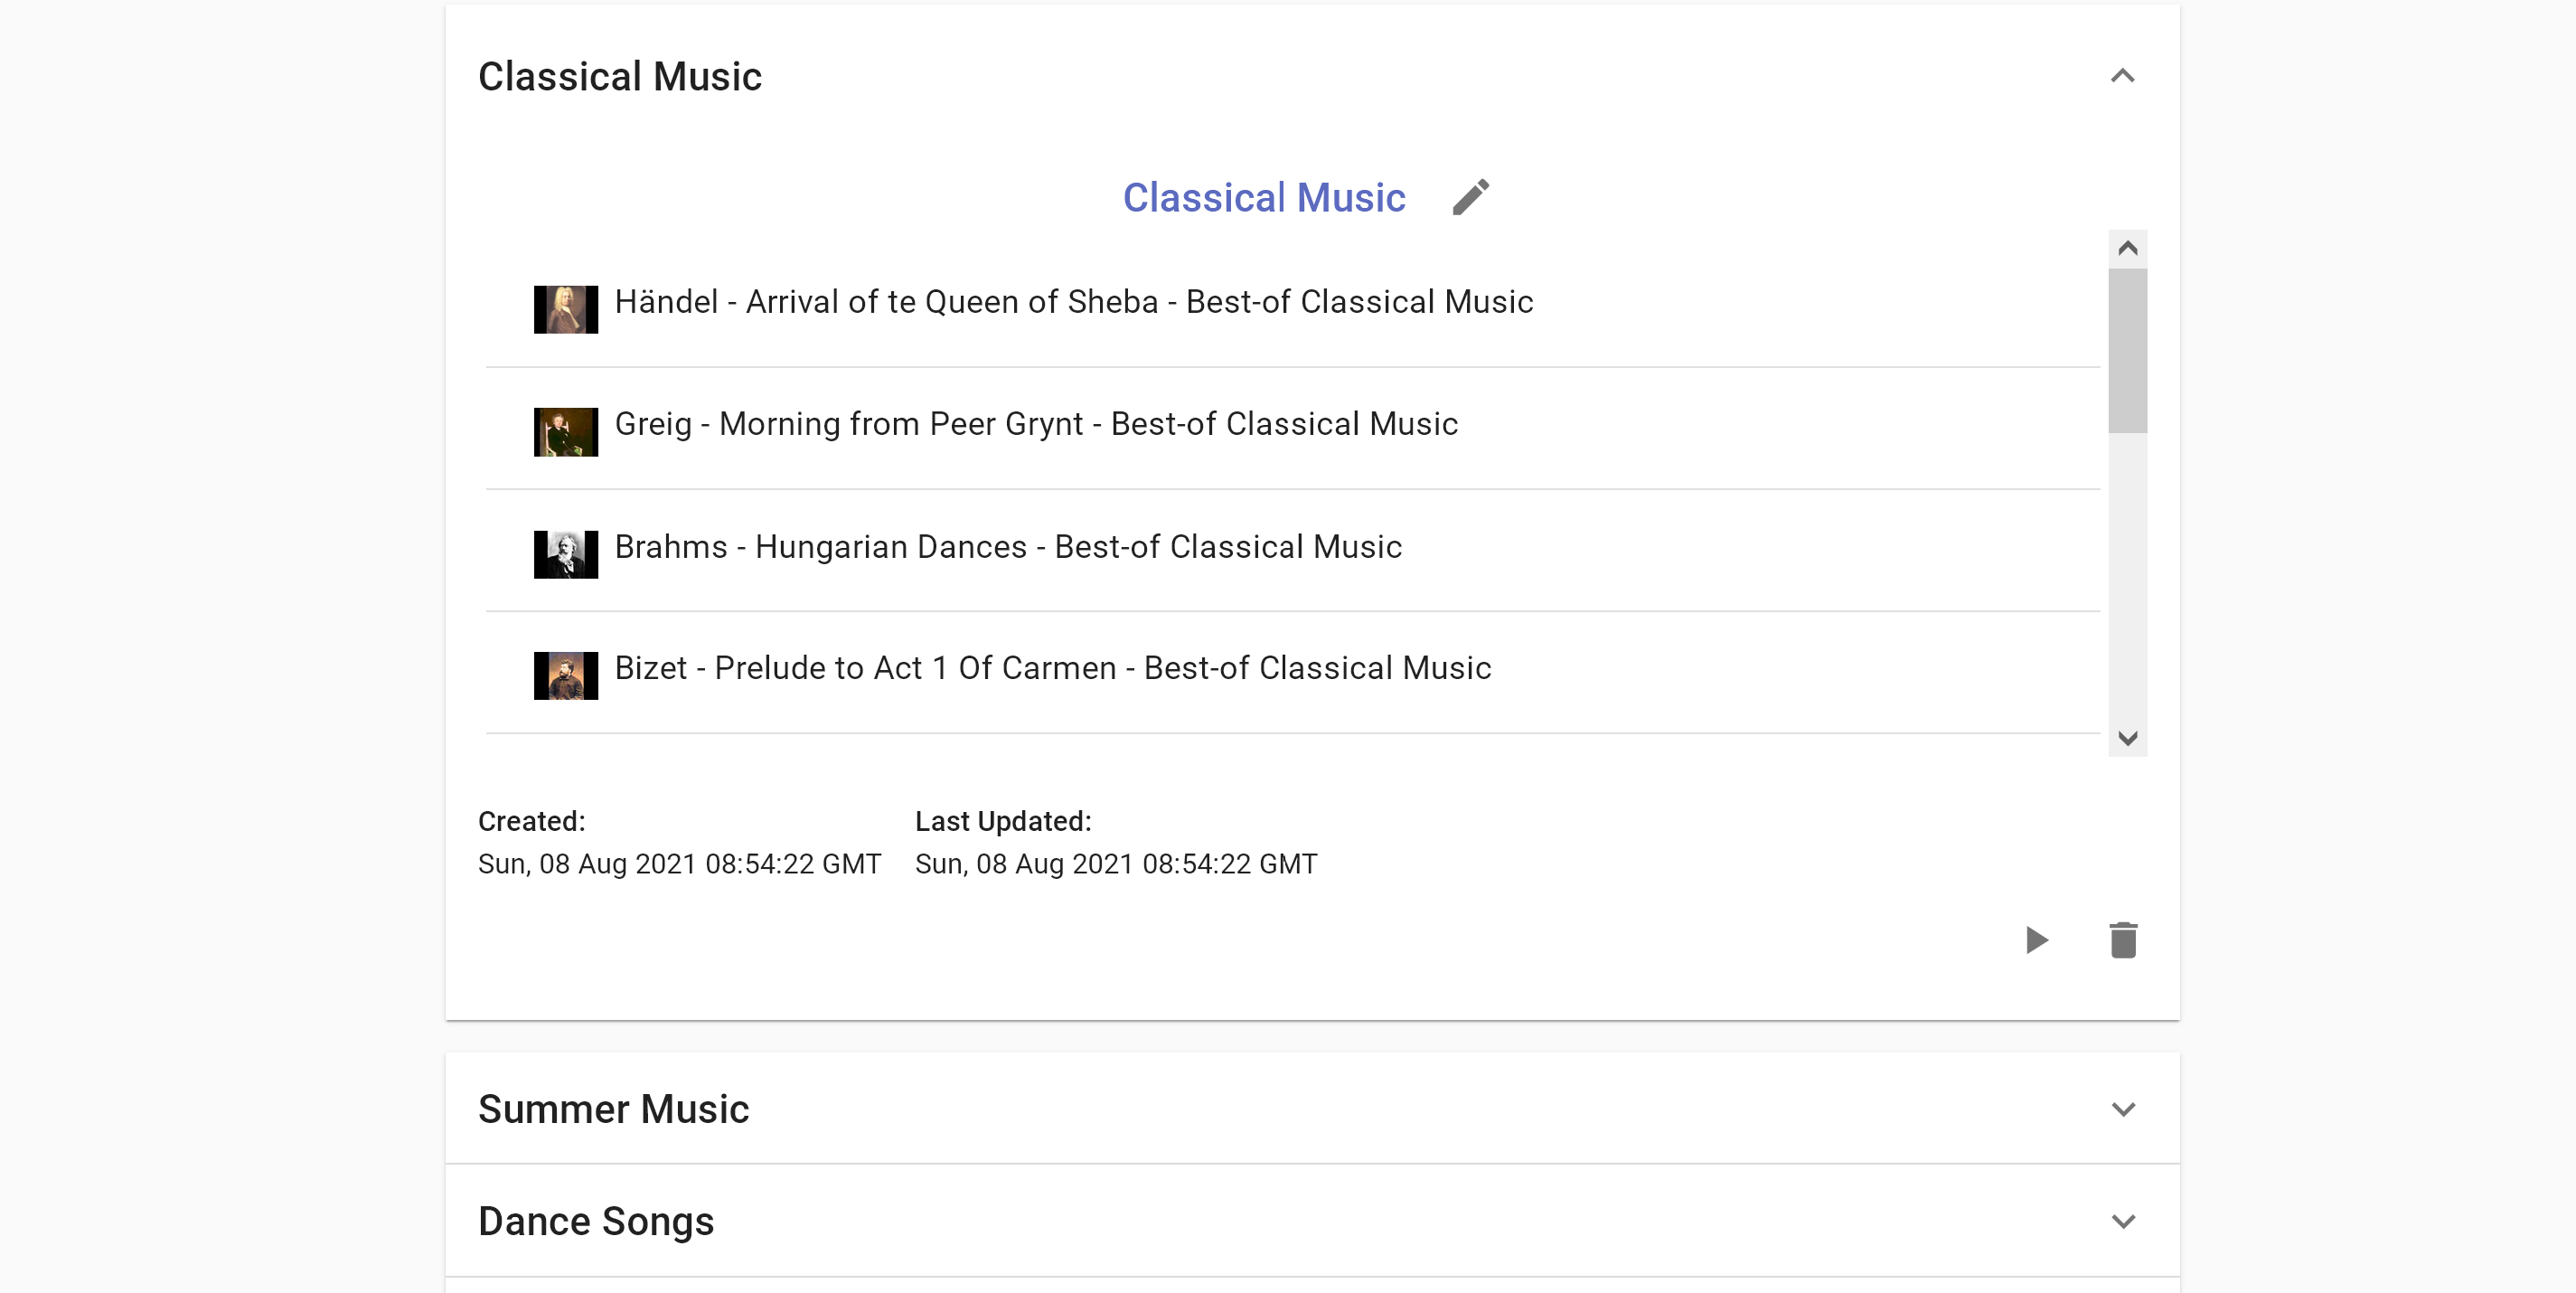 Classical Music
Classical Music
Händel - Arrival of te Queen of Sheba - Best-of Classical Music
Greig - Morning from Peer Grynt - Best-of Classical Music
Brahms - Hungarian Dances - Best-of Classical Music
Bizet - Prelude to Act 1 Of Carmen - Best-of Classical Music
Created: Last Updated:
Sun, 08 Aug 2021 08:54:22 GMT Sun, 08 Aug 2021 08:54:22 GMT
Summer Music
Dance Songs